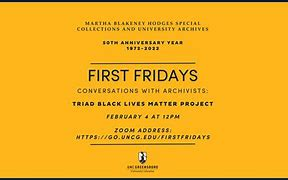 MARTHA BLAKENEY HODGES SPECIAL
COLLECTIONS AND UNIVERSITY ARCHIVES
50TH ANNIVERSARY YEAR
1972-2022
FIRST FRIDAYS
CONVERSATIONS WITH ARCHIVISTS:
TRIAD BLACK LIVES MATTER PROJECT
FEBRUARY 4 AT 12PM
ZOOM ADDRESS:
HTTPS://GO.UNCG.EDU/FIRSTFRIDAYS
UNC GREENSBORO
University Libraries